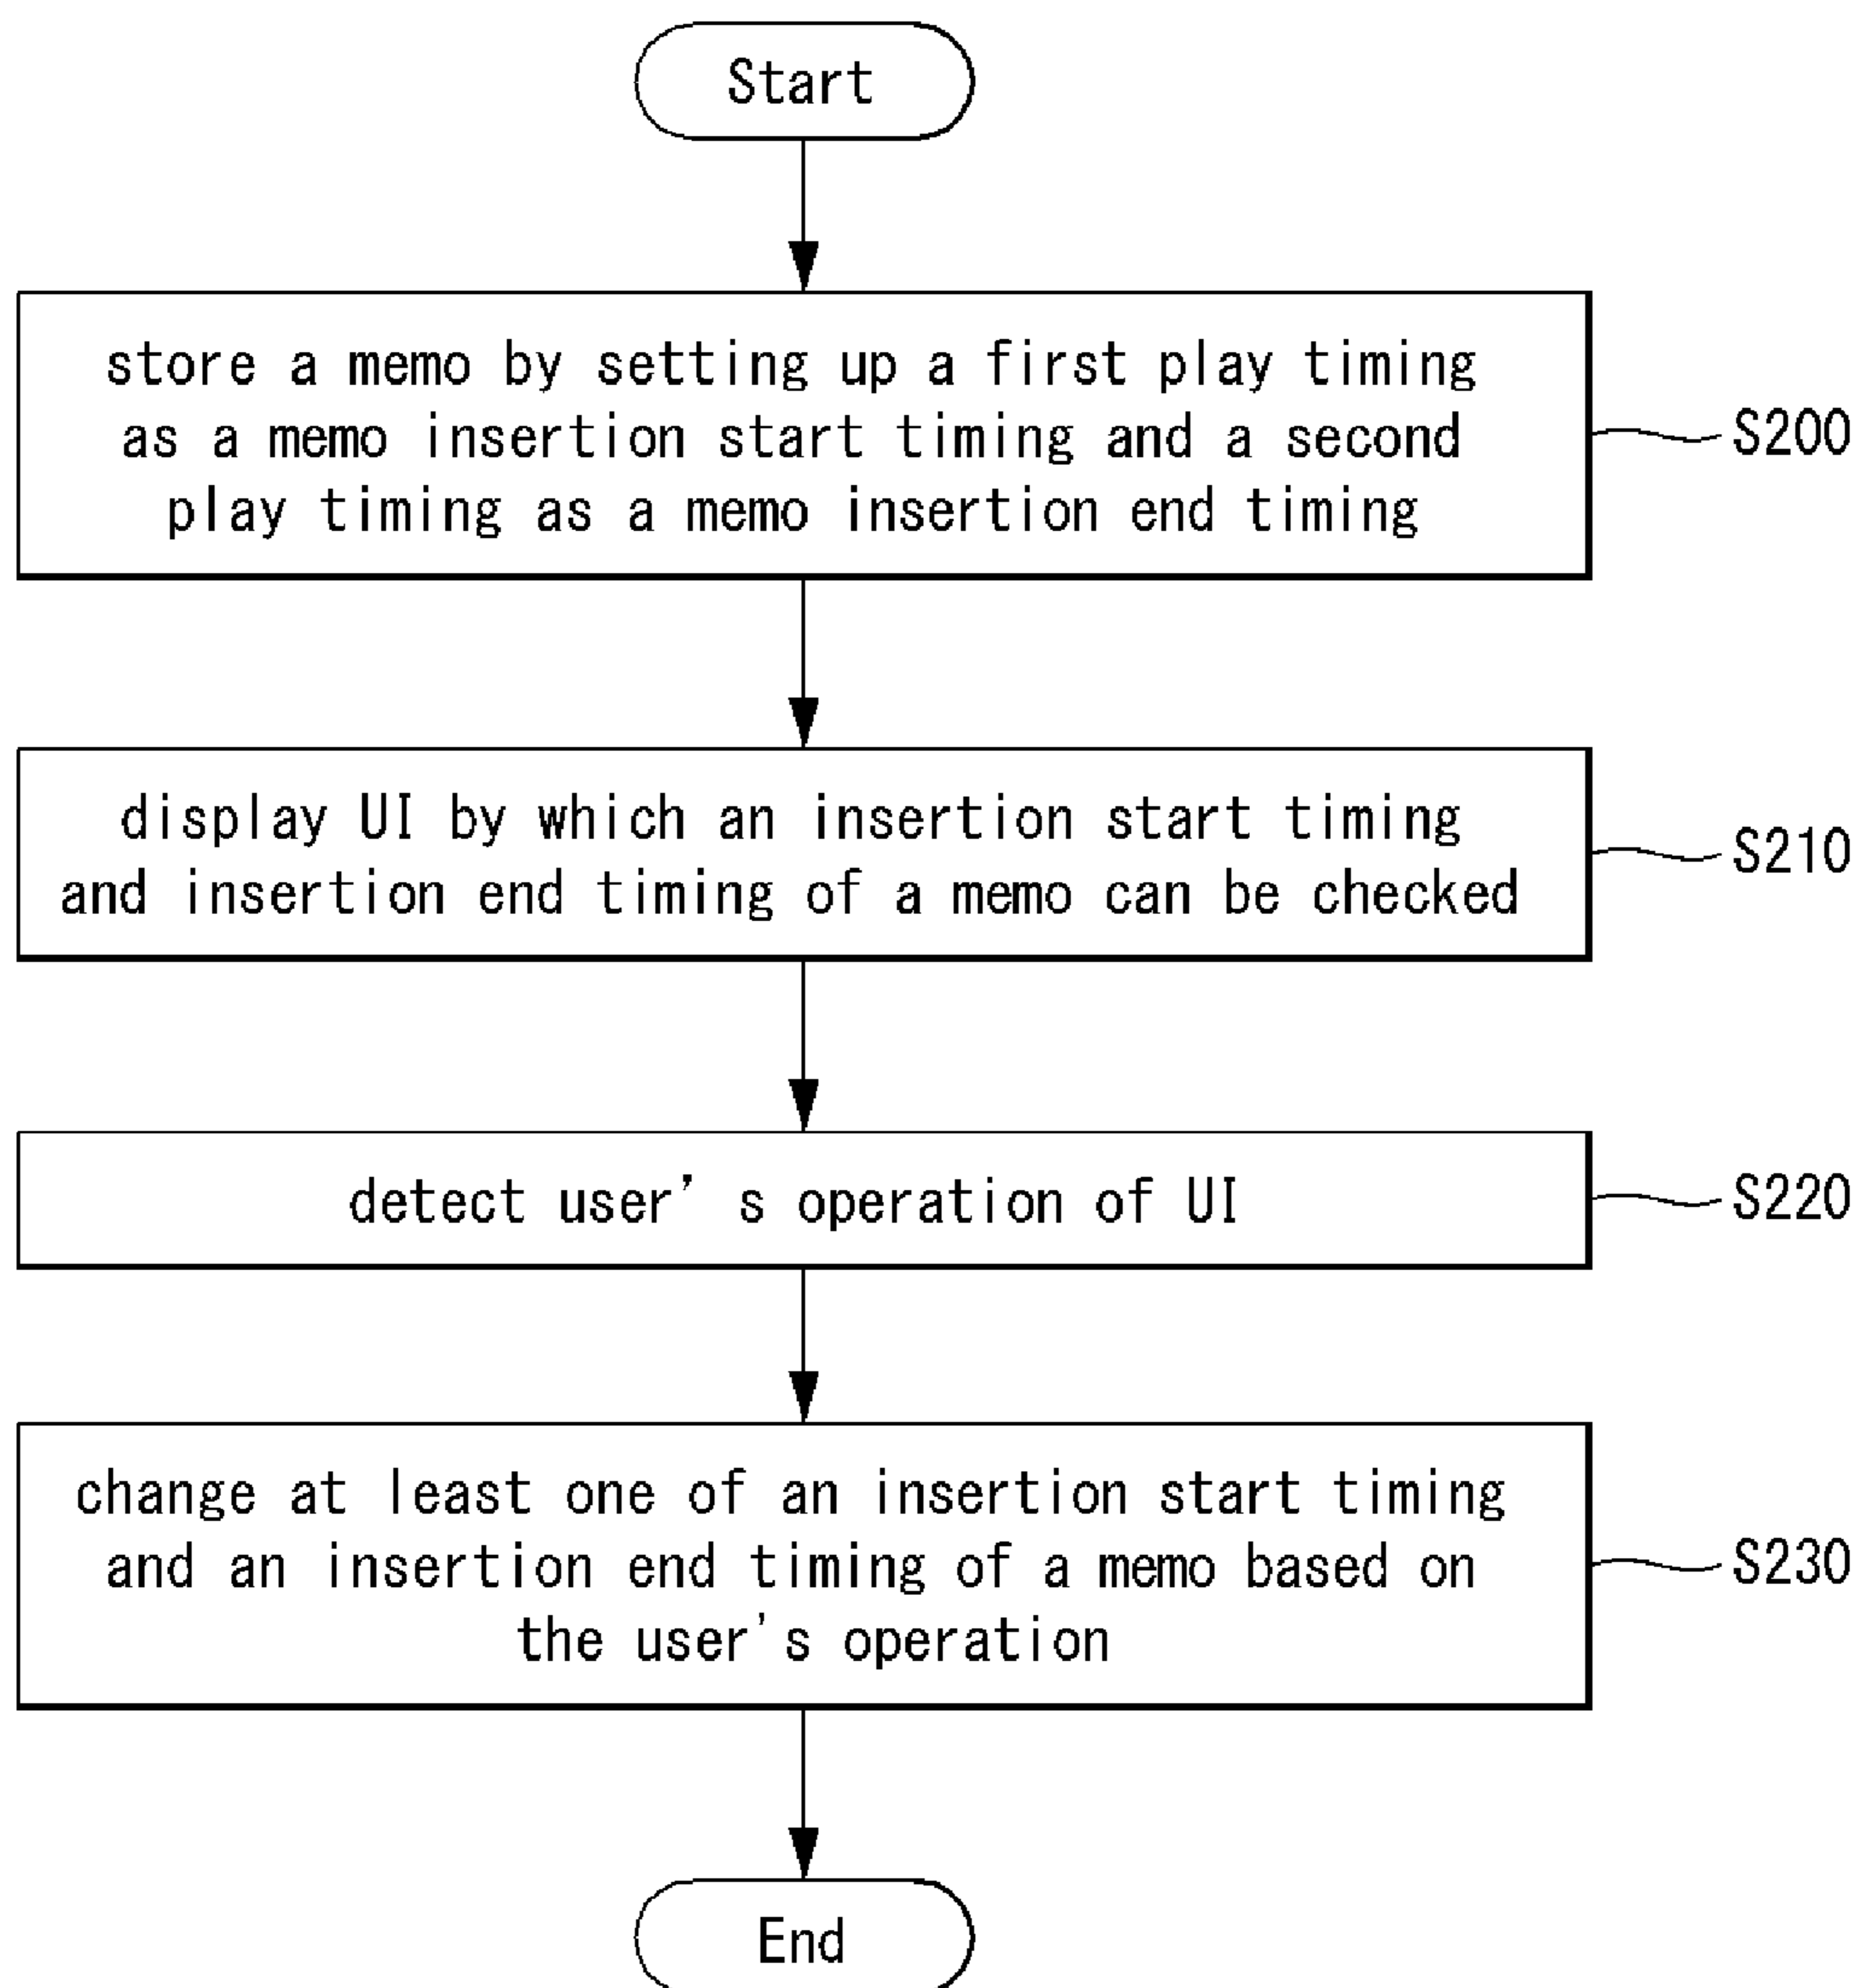 Start
store a memo by setting up a first play timing
as a memo insertion start timing and a second
play timing as a memo insertion end timing
S200
display UI by which an insertion start timing
and insertion end timing of a memo can be checked
S210
detect user's operation of UI
S220
change at least one of an insertion start timing
and an insertion end timing of a memo based on
the user's operation
S230
End